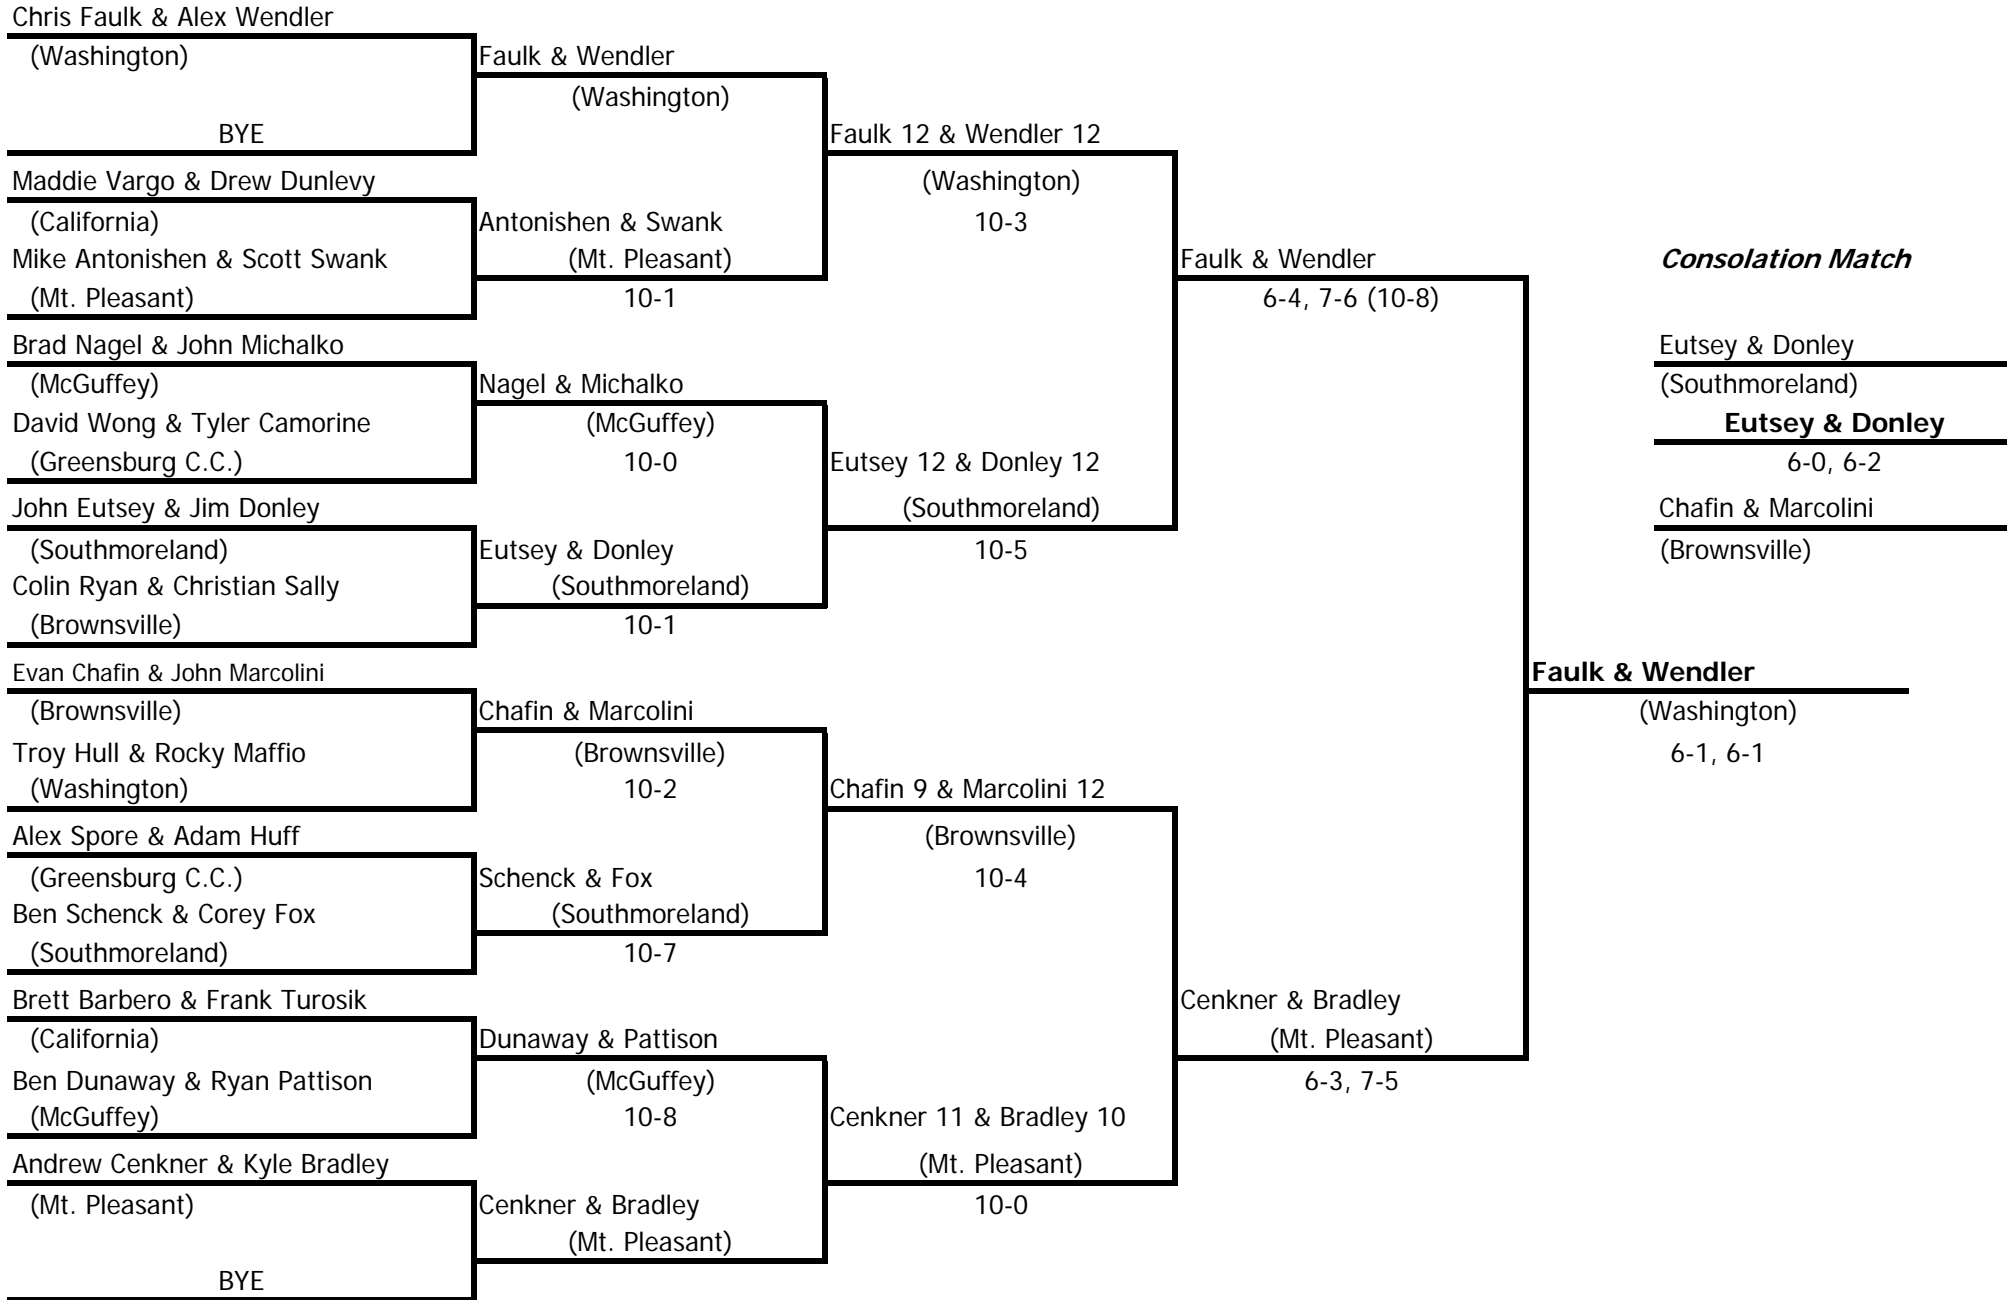 Chris Faulk & Alex Wendler
(Washington)
BYE
Maddie Vargo & Drew Dunlevy
(California)
Mike Antonishen & Scott Swank
(Mt. Pleasant)
Brad Nagel & John Michalko
(McGuffey)
David Wong & Tyler Camorine
(Greensburg C.C.)
John Eutsey & Jim Donley
(Southmoreland)
Colin Ryan & Christian Sally
(Brownsville)
Evan Chafin & John Marcolini
(Brownsville)
Troy Hull & Rocky Maffio
(Washington)
Alex Spore & Adam Huff
(Greensburg C.C.)
Ben Schenck & Corey Fox
(Southmoreland)
Brett Barbero & Frank Turosik
(California)
Ben Dunaway & Ryan Pattison
(McGuffey)
Andrew Cenkner & Kyle Bradley
(Mt. Pleasant)
BYE
Faulk & Wendler
(Washington)
Antonishen & Swank
(Mt. Pleasant)
10-1
Nagel & Michalko
(McGuffey)
10-0
Eutsey & Donley
(Southmoreland)
10-1
Chafin & Marcolini
(Brownsville)
10-2
Schenck & Fox
(Southmoreland)
10-7
Dunaway & Pattison
(McGuffey)
10-8
Cenkner & Bradley
(Mt. Pleasant)
Faulk 12 & Wendler 12
(Washington)
10-3
Eutsey 12 & Donley 12
(Southmoreland)
10-5
Chafin 9 & Marcolini 12
(Brownsville)
10-4
Cenkner 11 & Bradley 10
(Mt. Pleasant)
10-0
Faulk & Wendler
6-4, 7-6 (10-8)
Cenkner & Bradley
(Mt. Pleasant)
6-3, 7-5
Faulk & Wendler
(Washington)
6-1, 6-1
Consolation Match
Eutsey & Donley
(Southmoreland)
Eutsey & Donley
6-0, 6-2
Chafin & Marcolini
(Brownsville)